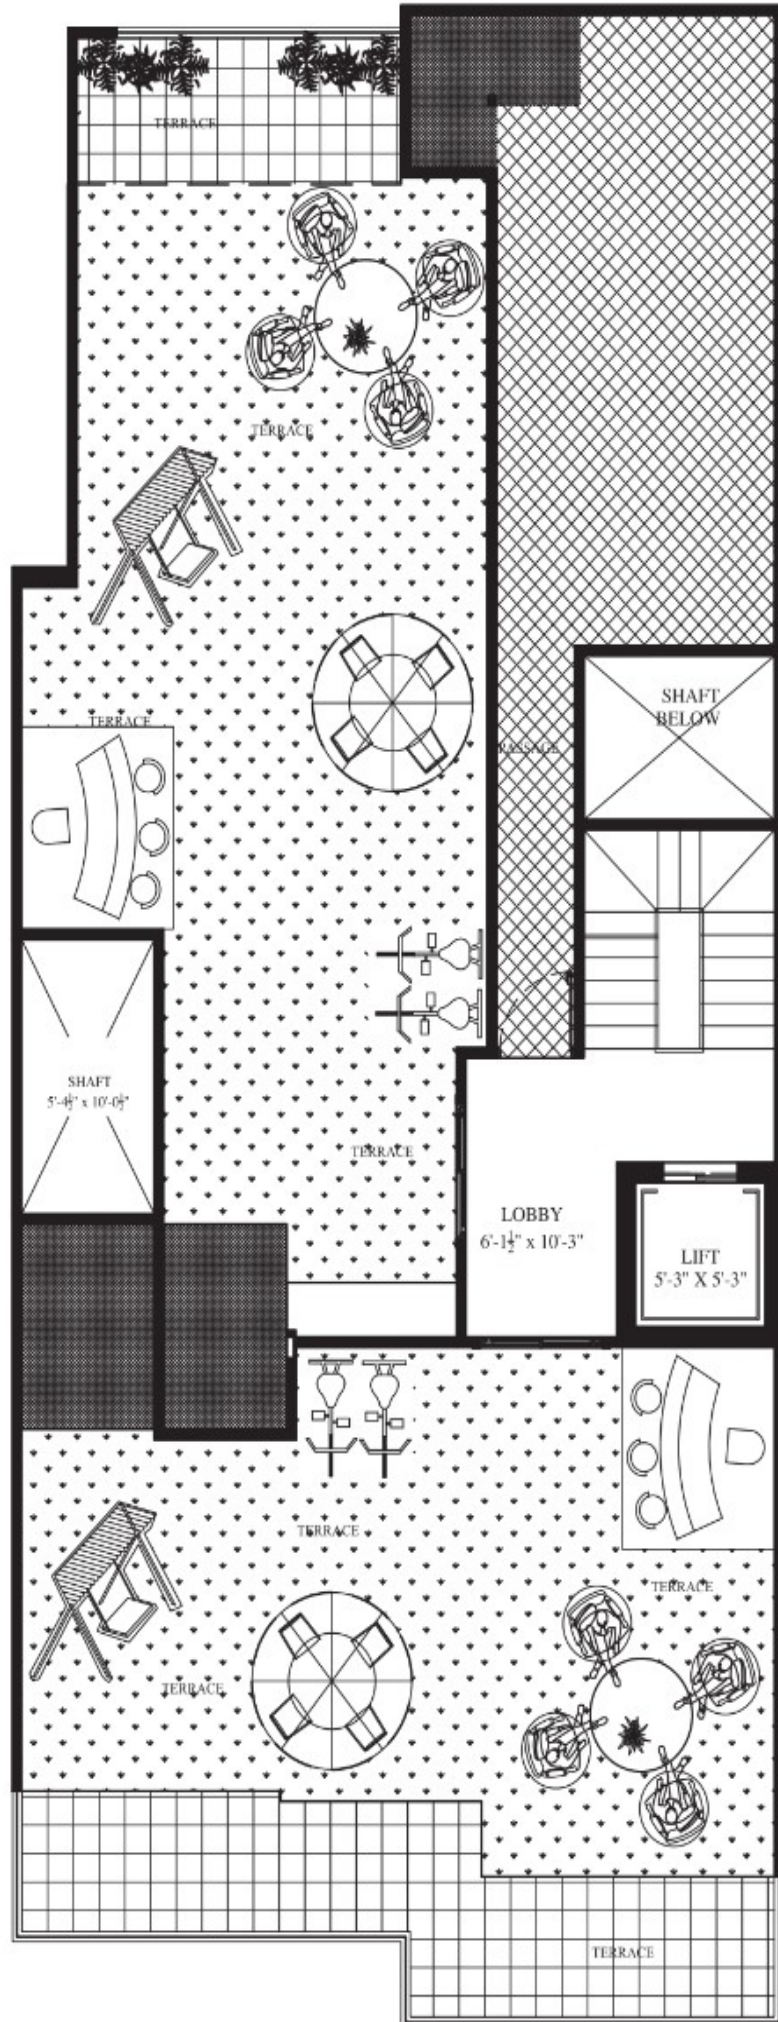 TERRACE
TERRACE
SHAFT
BELOW
TERRACE
PASSAGE
SHAFT
5'-4½" x 10'-0½"
TERRACE
LOBBY
6'-1½" x 10'-3"
LIFT
5'-3" X 5'-3"
TERRACE
TERRACE
TERRACE
TERRACE